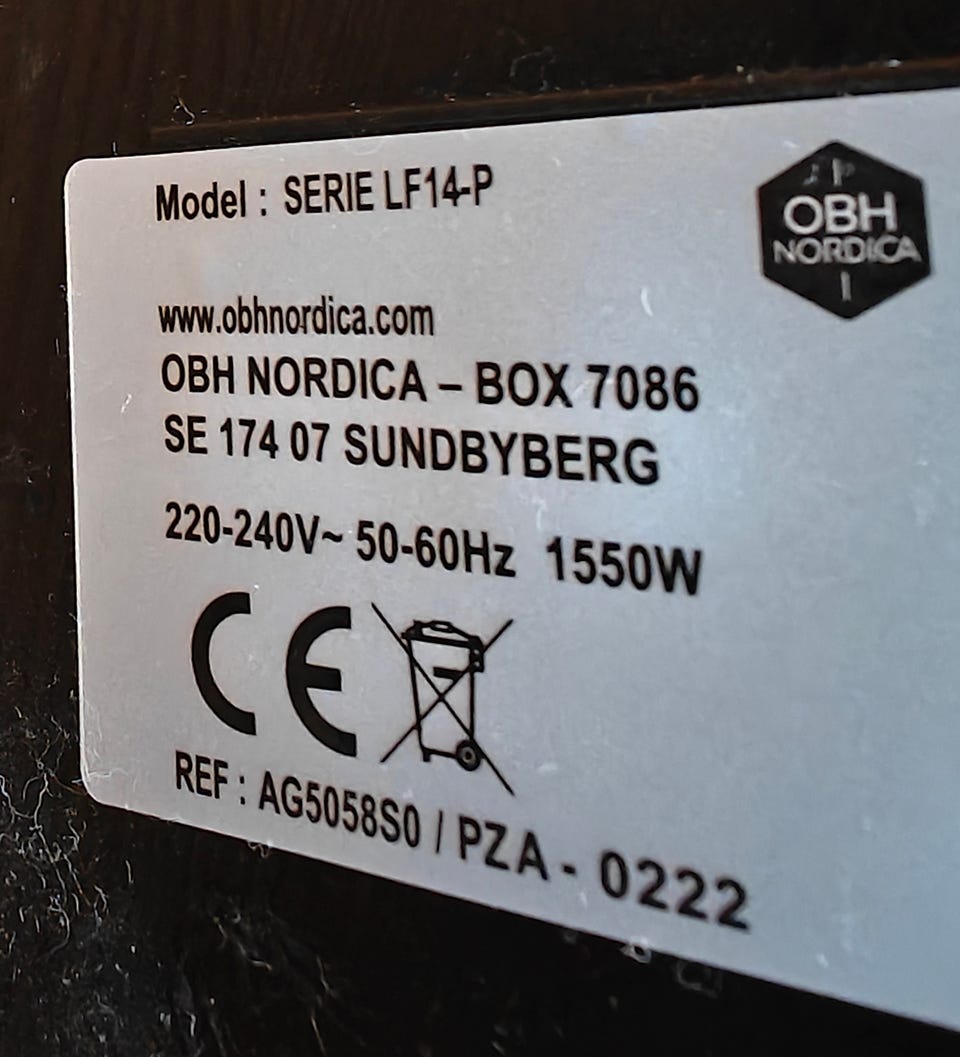 Model : SERIE LF14-P
OBH
NORDICA
www.obhnordica.com
OBH NORDICA – BOX 7086
SE 174 07 SUNDBYBERG
220-240V~ 50-60Hz 1550W
CE
REF : AG5058S0 / PZA - 0222